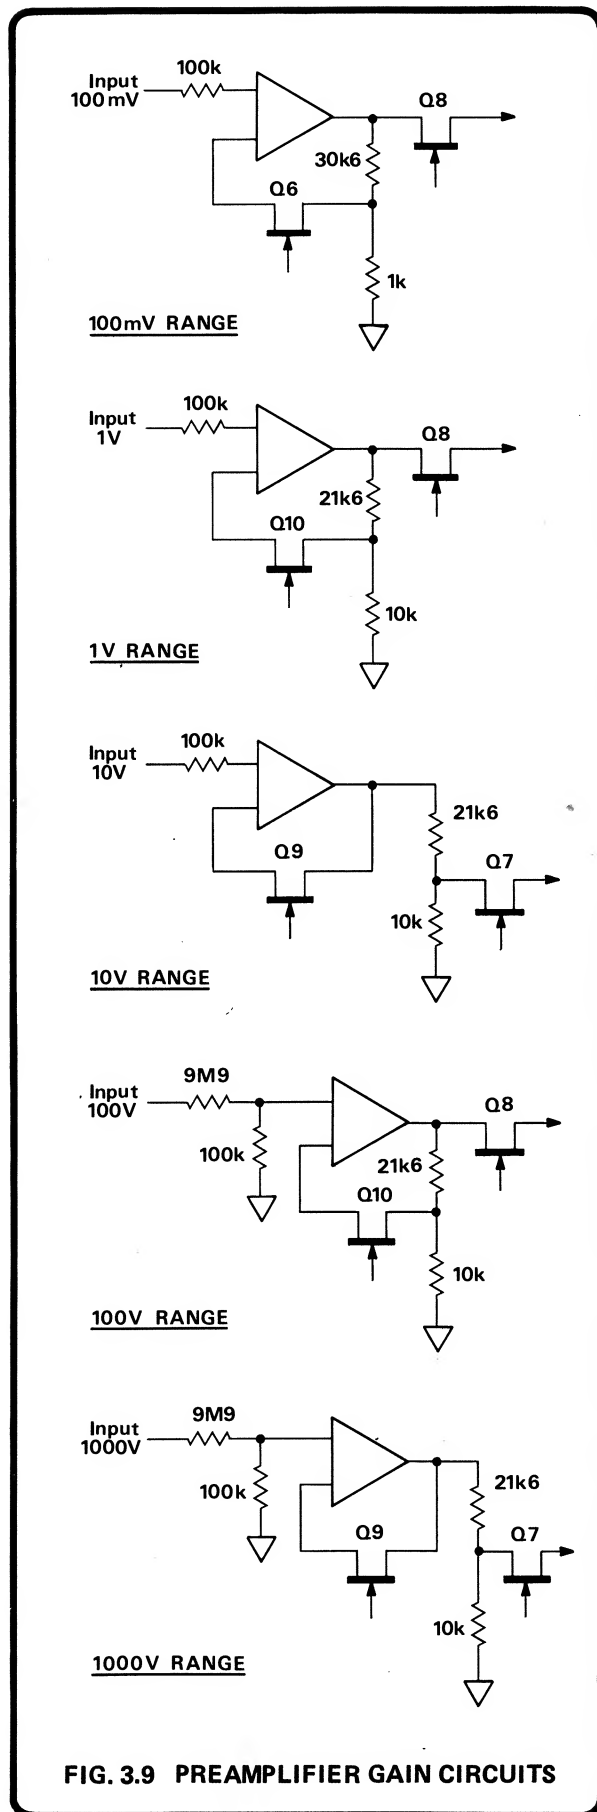 100k
Input
100mV
Q8
30k6
Q6
1k
100mV RANGE
100k
Input
1V
Q8
21k6
Q10
10k
1V RANGE
100k
Input
10V
21k6
Q9
Q7
10k
10V RANGE
9M9
Input
100V
Q8
100k
21k6
Q10
10k
100V RANGE
9M9
Input
1000V
100k
21k6
Q9
Q7
10k
1000V RANGE
FIG. 3.9 PREAMPLIFIER GAIN CIRCUITS